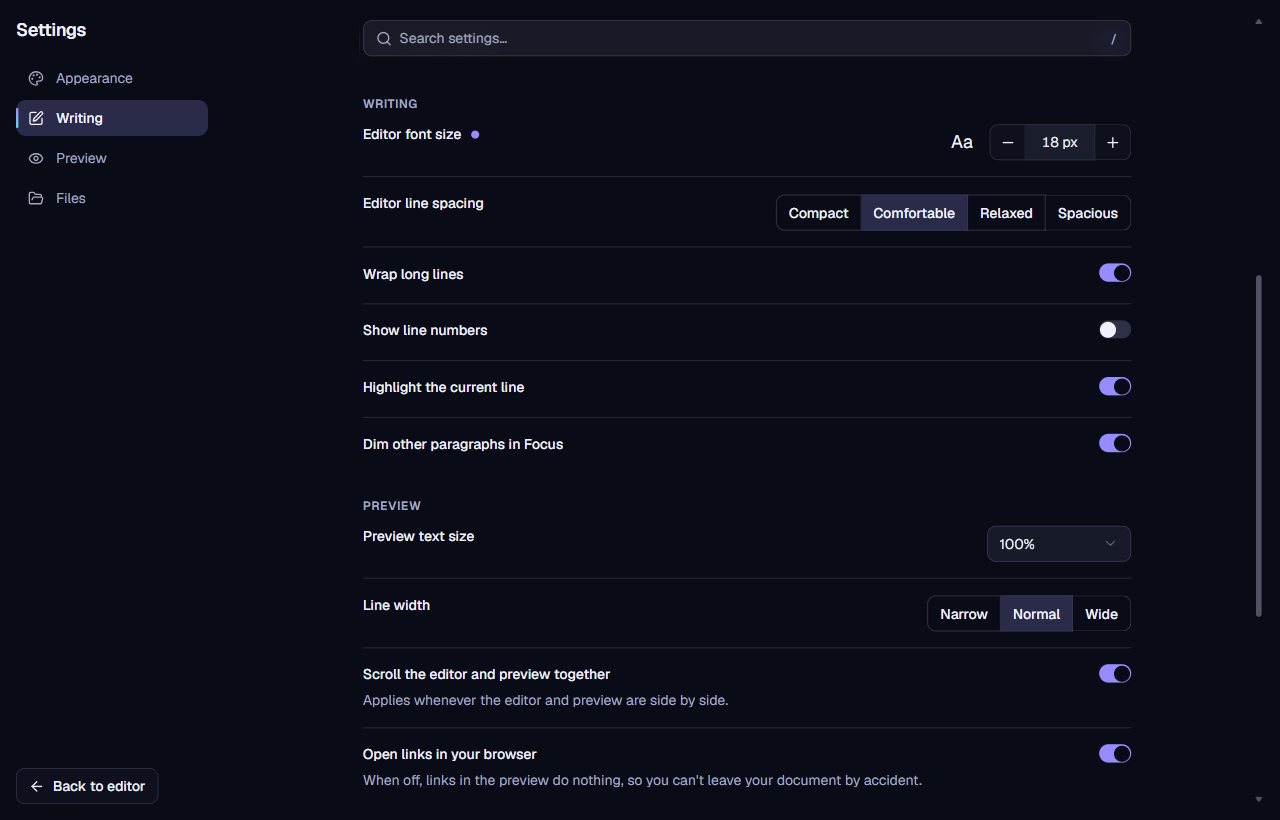 Settings
Search settings...
/
Appearance
Writing
Preview
Files
WRITING
Editor font size
Aa
−
18 px
+
Editor line spacing
Compact
Comfortable
Relaxed
Spacious
Wrap long lines
Show line numbers
Highlight the current line
Dim other paragraphs in Focus
PREVIEW
Preview text size
100%
Line width
Narrow
Normal
Wide
Scroll the editor and preview together
Applies whenever the editor and preview are side by side.
Open links in your browser
When off, links in the preview do nothing, so you can't leave your document by accident.
Back to editor